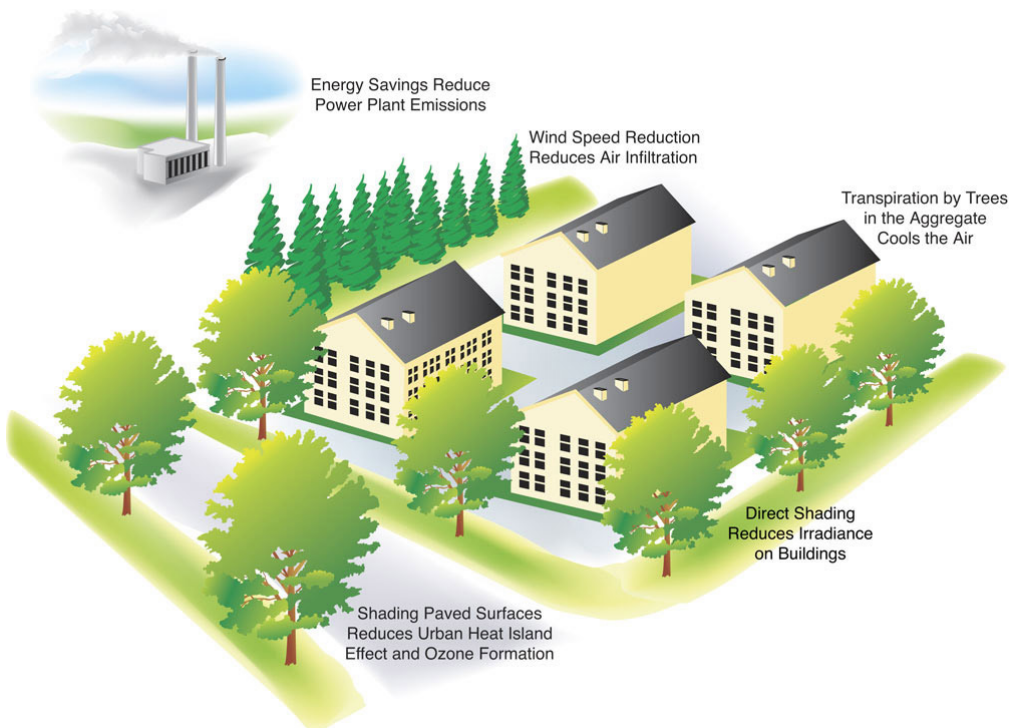 Energy Savings Reduce
Power Plant Emissions
Wind Speed Reduction
Reduces Air Infiltration
Transpiration by Trees
in the Aggregate
Cools the Air
Direct Shading
Reduces Irradiance
on Buildings
Shading Paved Surfaces
Reduces Urban Heat Island
Effect and Ozone Formation